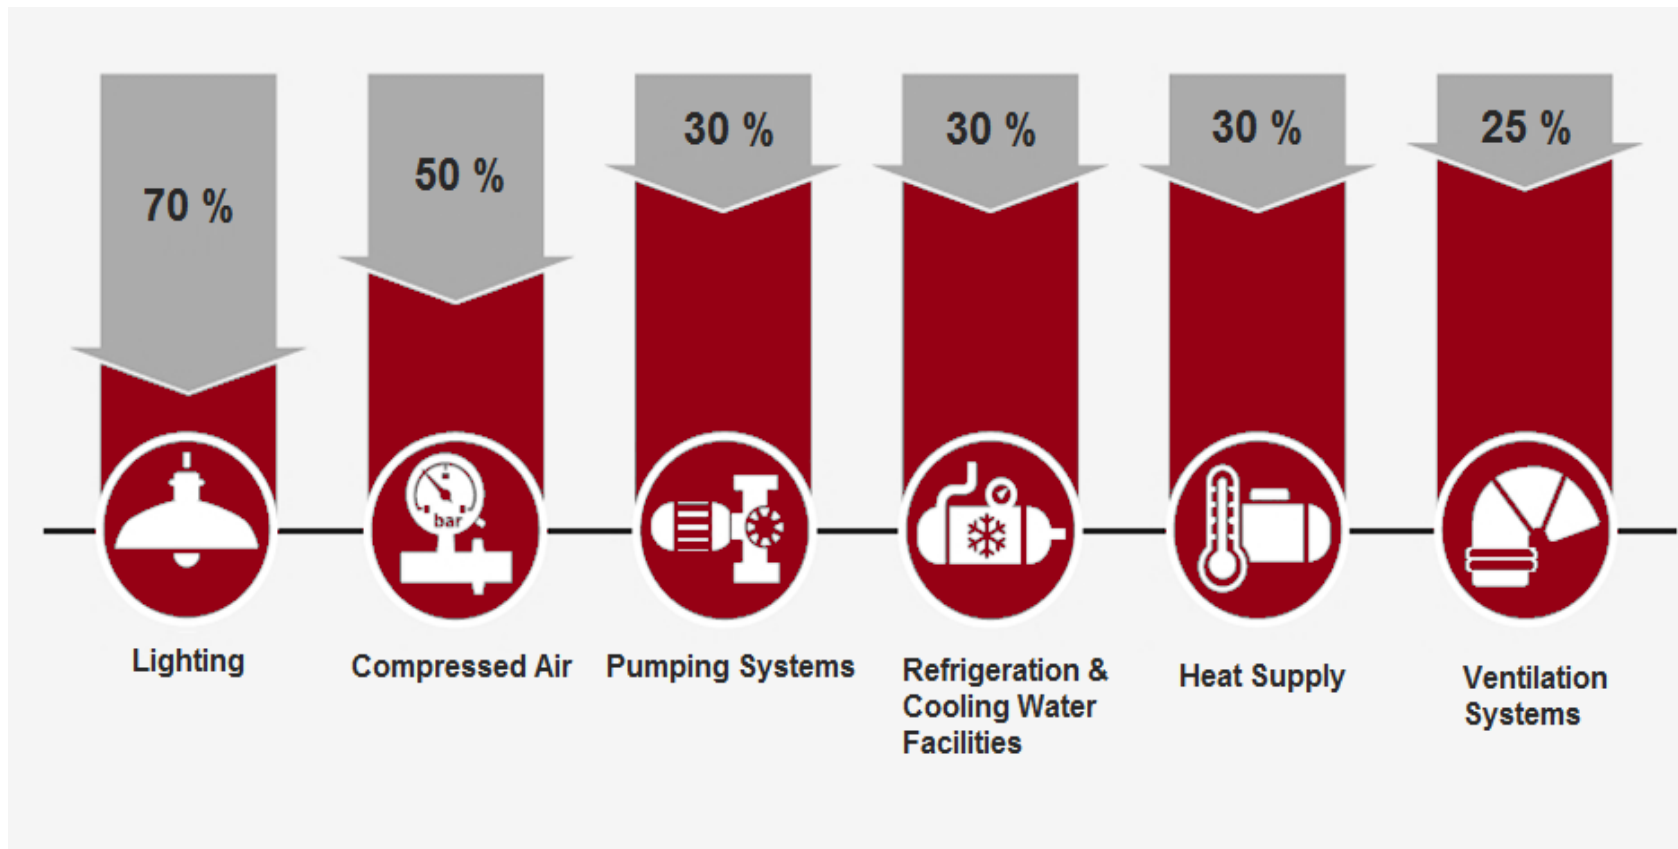 70 %
50 %
30 %
30 %
30 %
25 %
bar
Lighting
Compressed Air
Pumping Systems
Refrigeration &
Cooling Water
Facilities
Heat Supply
Ventilation
Systems